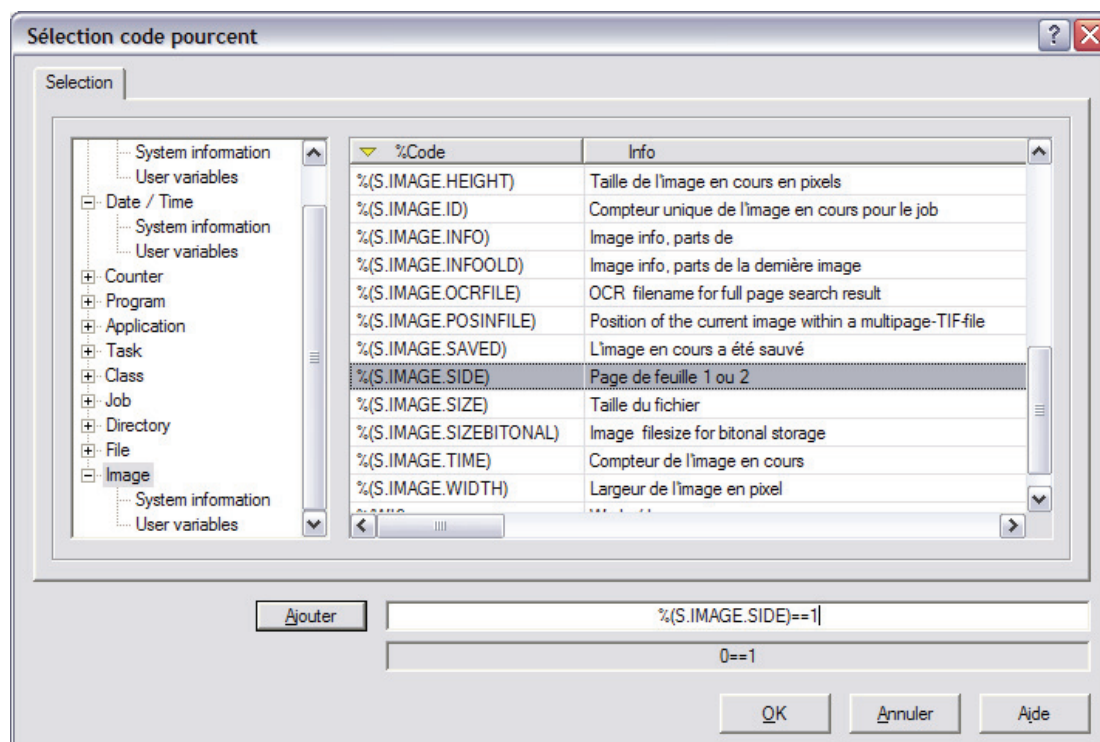 Sélection code pourcent
Selection
System information
User variables
Date / Time
System information
User variables
Counter
Program
Application
Task
Class
Job
Directory
File
Image
System information
User variables
%Code Info
%(S.IMAGE.HEIGHT) Taille de l'image en cours en pixels
%(S.IMAGE.ID) Compteur unique de l'image en cours pour le job
%(S.IMAGE.INFO) Image info, parts de
%(S.IMAGE.INFOOLD) Image info, parts de la dernière image
%(S.IMAGE.OCRFILE) OCR filename for full page search result
%(S.IMAGE.POSINFILE) Position of the current image within a multipage-TIF-file
%(S.IMAGE.SAVED) L'image en cours a été sauvé
%(S.IMAGE.SIDE) Page de feuille 1 ou 2
%(S.IMAGE.SIZE) Taille du fichier
%(S.IMAGE.SIZEBITONAL) Image filesize for bitonal storage
%(S.IMAGE.TIME) Compteur de l'image en cours
%(S.IMAGE.WIDTH) Largeur de l'image en pixel
Ajouter %(S.IMAGE.SIDE)==1
0==1
OK Annuler Aide